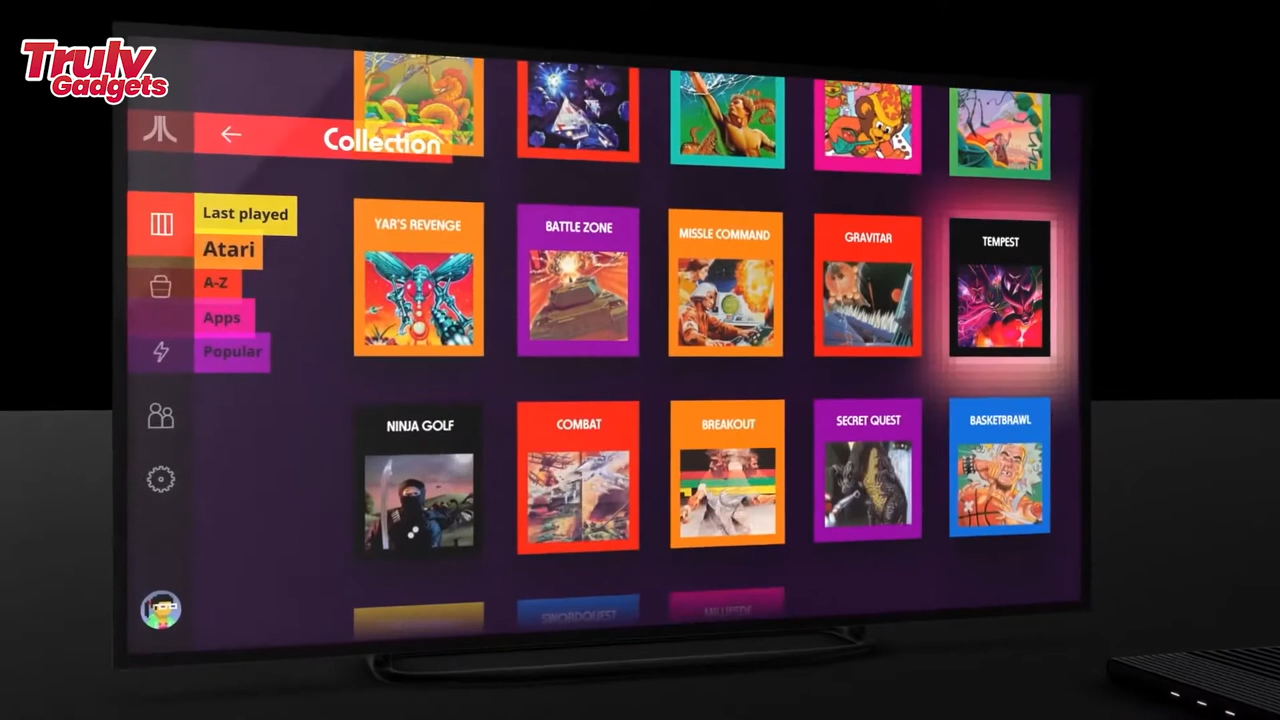 Truly
Gadgets
Collection
Last played
Atari
A-Z
Apps
Popular
YAR'S REVENGE
BATTLE ZONE
MISSLE COMMAND
GRAVITAR
TEMPEST
NINJA GOLF
COMBAT
BREAKOUT
SECRET QUEST
BASKETBRAWL
SWORDQUEST